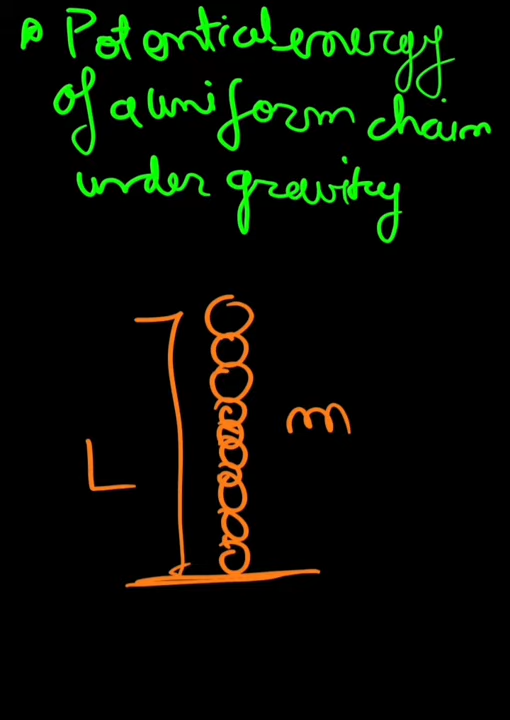 Potential energy
of a uniform chain
under gravity
L
m